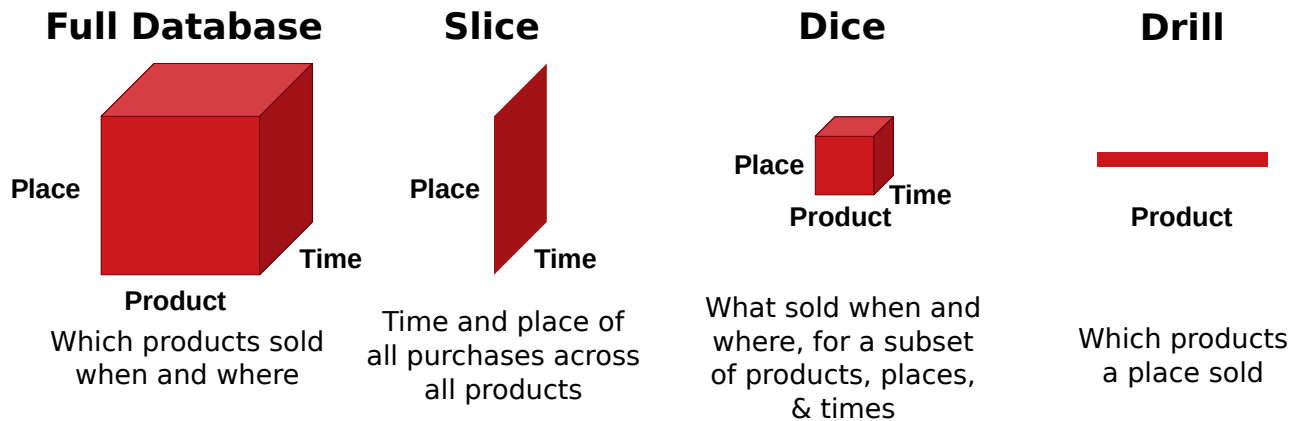 Full Database
Place
Time
Product
Which products sold
when and where
Slice
Place
Time
Time and place of
all purchases across
all products
Dice
Place
Time
Product
What sold when and
where, for a subset
of products, places,
& times
Drill
Product
Which products
a place sold